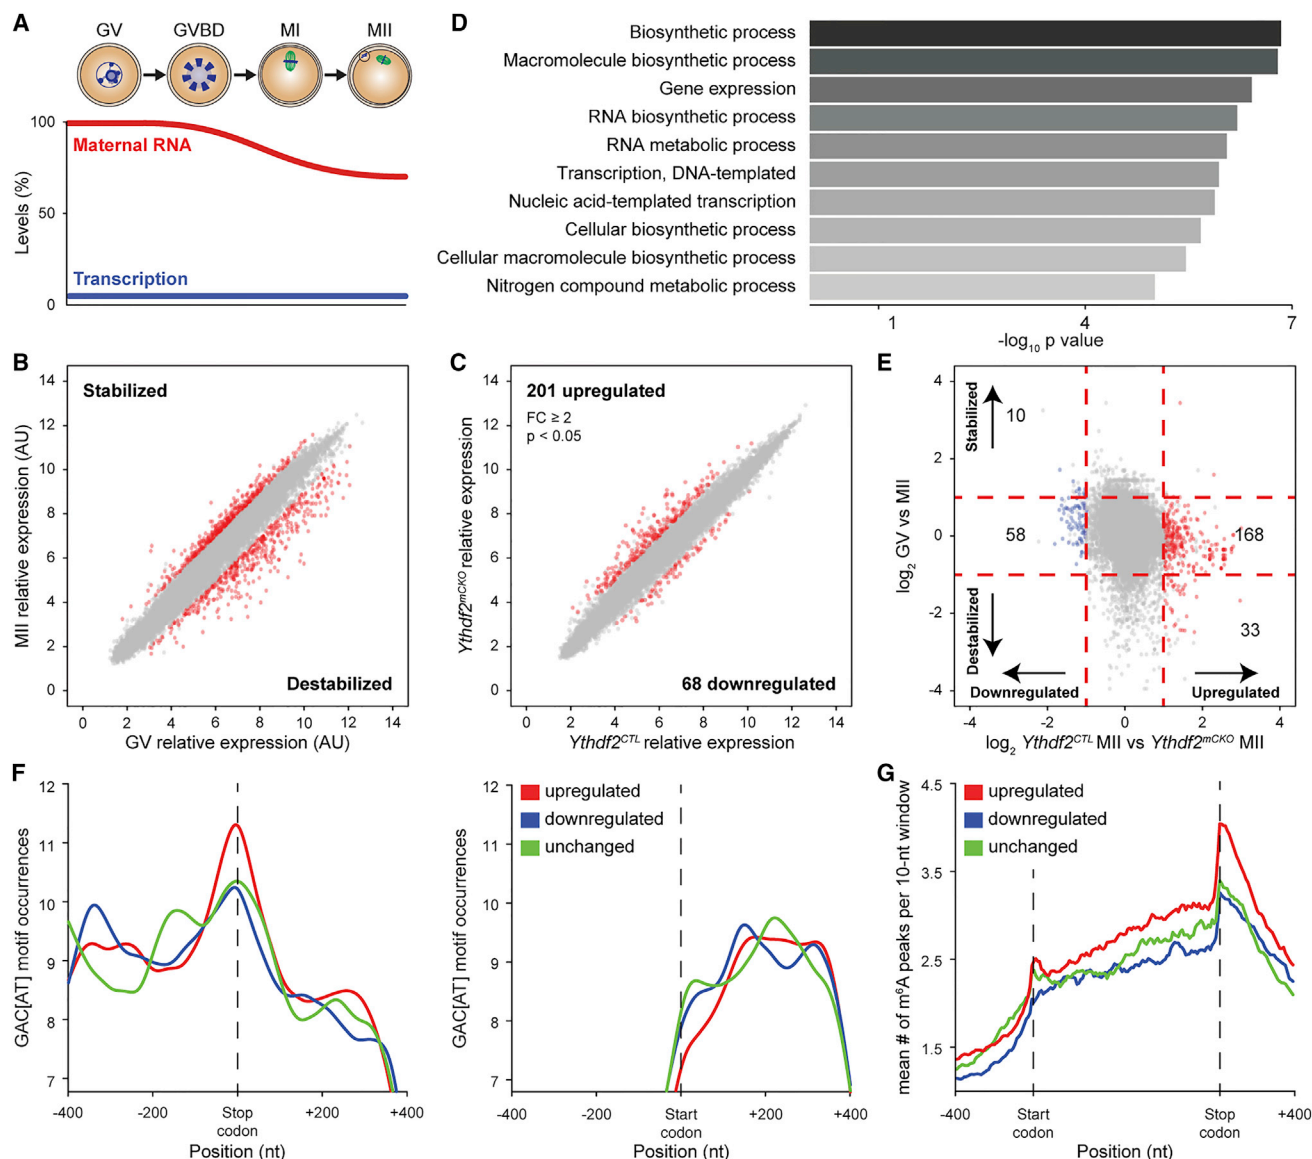 A
GV
GVBD
MI
MII
100
Maternal RNA
50
Transcription
0
Levels (%)
D
Biosynthetic process
Macromolecule biosynthetic process
Gene expression
RNA biosynthetic process
RNA metabolic process
Transcription, DNA-templated
Nucleic acid-templated transcription
Cellular biosynthetic process
Cellular macromolecule biosynthetic process
Nitrogen compound metabolic process
1 4 7
-log10 p value
B
Stabilized
Destabilized
MII relative expression (AU)
14
12
10
8
6
4
2
0
0 2 4 6 8 10 12 14
GV relative expression (AU)
C
201 upregulated
FC ≥ 2
p < 0.05
68 downregulated
Ythdf2mCKO relative expression
14
12
10
8
6
4
2
0
0 2 4 6 8 10 12 14
Ythdf2CTL relative expression
E
log2 GV vs MII
4
2
0
-2
-4
Stabilized
10
58
168
Destabilized
33
Downregulated
Upregulated
-4 -2 0 2 4
log2 Ythdf2CTL MII vs Ythdf2mCKO MII
F
GAC[AT] motif occurrences
12
11
10
9
8
7
-400 -200 Stop codon +200 +400
Position (nt)
GAC[AT] motif occurrences
12
11
10
9
8
7
upregulated
downregulated
unchanged
-400 -200 Start codon +200 +400
Position (nt)
G
mean # of m6A peaks per 10-nt window
4.5
3.5
2.5
1.5
upregulated
downregulated
unchanged
-400 Start codon Stop codon +400
Position (nt)